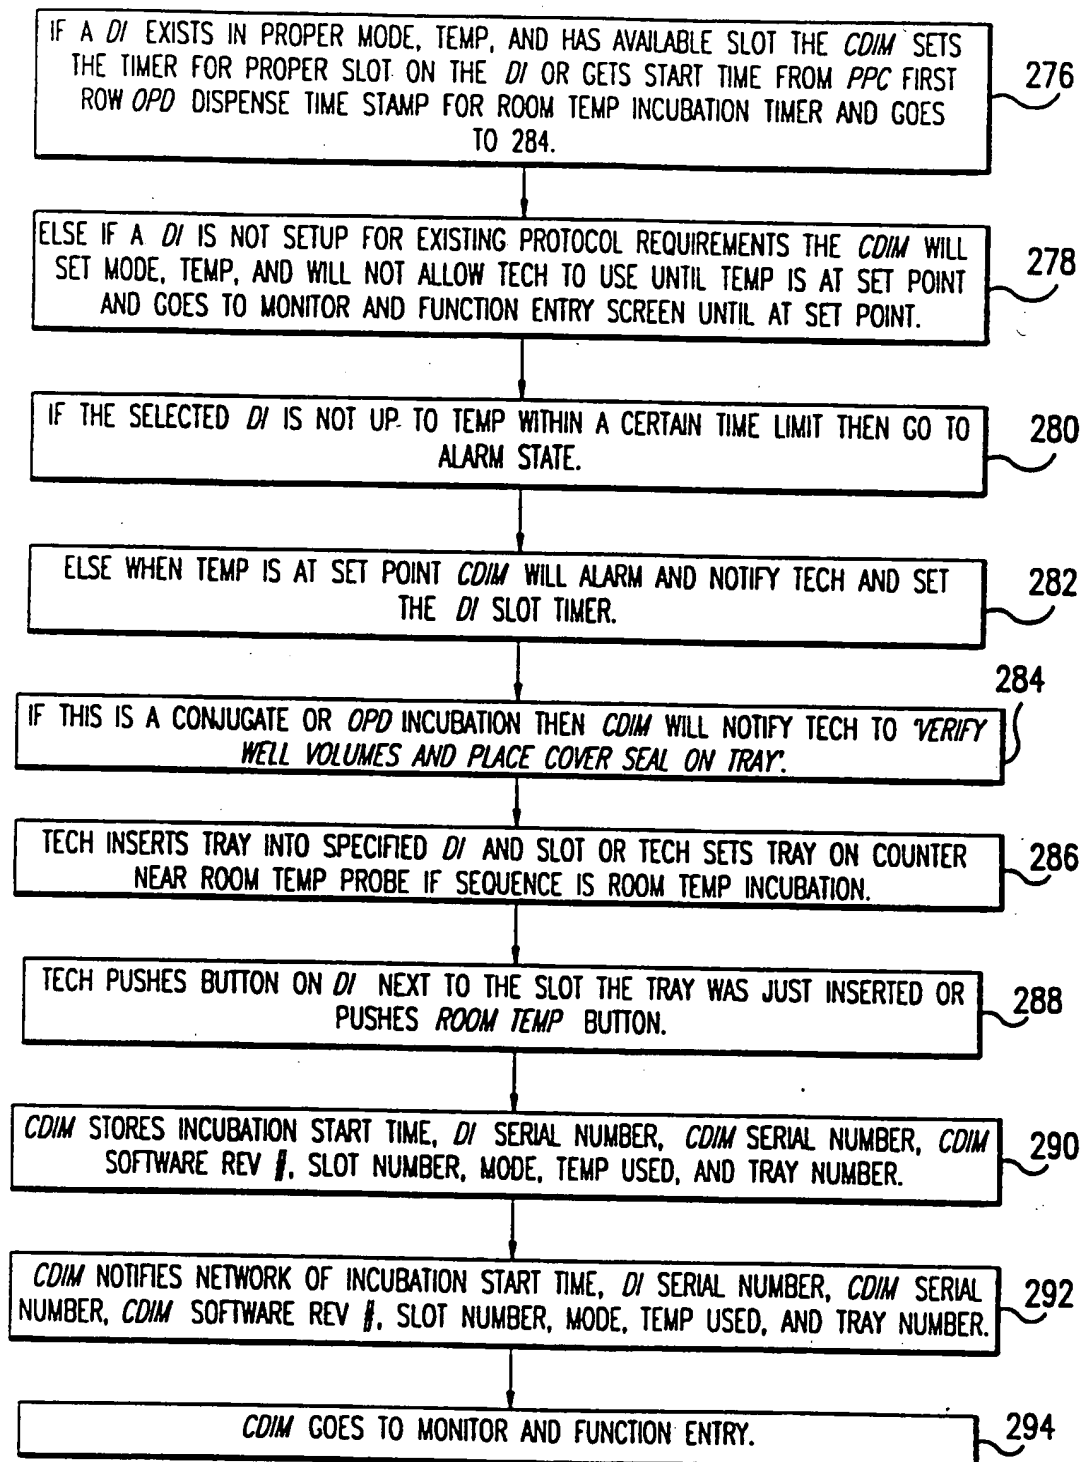 IF A DI EXISTS IN PROPER MODE, TEMP, AND HAS AVAILABLE SLOT THE CDIM SETS
THE TIMER FOR PROPER SLOT ON THE DI OR GETS START TIME FROM PPC FIRST
ROW OPD DISPENSE TIME STAMP FOR ROOM TEMP INCUBATION TIMER AND GOES
TO 284.
276
ELSE IF A DI IS NOT SETUP FOR EXISTING PROTOCOL REQUIREMENTS THE CDIM WILL
SET MODE, TEMP, AND WILL NOT ALLOW TECH TO USE UNTIL TEMP IS AT SET POINT
AND GOES TO MONITOR AND FUNCTION ENTRY SCREEN UNTIL AT SET POINT.
278
IF THE SELECTED DI IS NOT UP TO TEMP WITHIN A CERTAIN TIME LIMIT THEN GO TO
ALARM STATE.
280
ELSE WHEN TEMP IS AT SET POINT CDIM WILL ALARM AND NOTIFY TECH AND SET
THE DI SLOT TIMER.
282
284
IF THIS IS A CONJUGATE OR OPD INCUBATION THEN CDIM WILL NOTIFY TECH TO 'VERIFY
WELL VOLUMES AND PLACE COVER SEAL ON TRAY'.
TECH INSERTS TRAY INTO SPECIFIED DI AND SLOT OR TECH SETS TRAY ON COUNTER
NEAR ROOM TEMP PROBE IF SEQUENCE IS ROOM TEMP INCUBATION.
286
TECH PUSHES BUTTON ON DI NEXT TO THE SLOT THE TRAY WAS JUST INSERTED OR
PUSHES ROOM TEMP BUTTON.
288
CDIM STORES INCUBATION START TIME, DI SERIAL NUMBER, CDIM SERIAL NUMBER, CDIM
SOFTWARE REV #, SLOT NUMBER, MODE, TEMP USED, AND TRAY NUMBER.
290
CDIM NOTIFIES NETWORK OF INCUBATION START TIME, DI SERIAL NUMBER, CDIM SERIAL
NUMBER, CDIM SOFTWARE REV #, SLOT NUMBER, MODE, TEMP USED, AND TRAY NUMBER.
292
CDIM GOES TO MONITOR AND FUNCTION ENTRY.
294